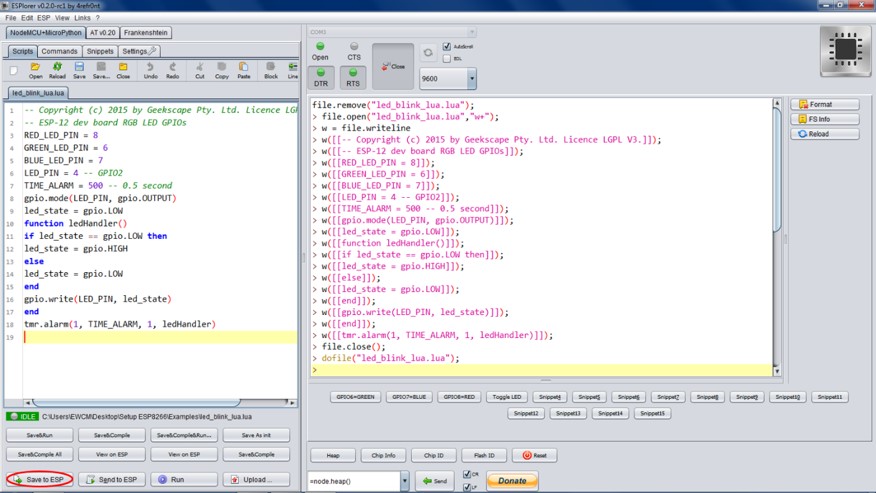 ESPlorer v0.2.0-rc1 by 4refr0nt
File Edit ESP View Links ?
NodeMCU+MicroPython AT v0.20 Frankenshtein
Scripts Commands Snippets Settings
Open Reload Save Save... Close Undo Redo Cut Copy Paste Block Line
led_blink_lua.lua
1 -- Copyright (c) 2015 by Geekscape Pty. Ltd. Licence LGPL
2 -- ESP-12 dev board RGB LED GPIOs
3 RED_LED_PIN = 8
4 GREEN_LED_PIN = 6
5 BLUE_LED_PIN = 7
6 LED_PIN = 4 -- GPIO2
7 TIME_ALARM = 500 -- 0.5 second
8 gpio.mode(LED_PIN, gpio.OUTPUT)
9 led_state = gpio.LOW
10 function ledHandler()
11 if led_state == gpio.LOW then
12 led_state = gpio.HIGH
13 else
14 led_state = gpio.LOW
15 end
16 gpio.write(LED_PIN, led_state)
17 end
18 tmr.alarm(1, TIME_ALARM, 1, ledHandler)
19
IDLE C:\Users\EWCM\Desktop\Setup ESP8266\Examples\led_blink_lua.lua
Save&Run Save&Compile Save&Compile&Run... Save As init
Save&Compile All View on ESP View on ESP Save&Compile
Save to ESP Send to ESP Run Upload ...
COM3
Open CTS Close AutoScroll
EOL
DTR RTS 9600
file.remove("led_blink_lua.lua");
> file.open("led_blink_lua.lua","w+");
> w = file.writeline
> w([[-- Copyright (c) 2015 by Geekscape Pty. Ltd. Licence LGPL V3.]]);
> w([[-- ESP-12 dev board RGB LED GPIOs]]);
> w([[RED_LED_PIN = 8]]);
> w([[GREEN_LED_PIN = 6]]);
> w([[BLUE_LED_PIN = 7]]);
> w([[LED_PIN = 4 -- GPIO2]]);
> w([[TIME_ALARM = 500 -- 0.5 second]]);
> w([[gpio.mode(LED_PIN, gpio.OUTPUT)]]);
> w([[led_state = gpio.LOW]]);
> w([[function ledHandler()]]);
> w([[if led_state == gpio.LOW then]]);
> w([[led_state = gpio.HIGH]]);
> w([[else]]);
> w([[led_state = gpio.LOW]]);
> w([[end]]);
> w([[gpio.write(LED_PIN, led_state)]]);
> w([[end]]);
> w([[tmr.alarm(1, TIME_ALARM, 1, ledHandler)]]);
> file.close();
> dofile("led_blink_lua.lua");
>
Format
FS Info
Reload
GPIO6=GREEN GPIO7=BLUE GPIO8=RED Toggle LED Snippet4 Snippet5 Snippet6 Snippet7 Snippet8 Snippet9 Snippet10 Snippet11
Snippet12 Snippet13 Snippet14 Snippet15
Heap Chip Info Chip ID Flash ID Reset
=node.heap() Send CR Donate
LF